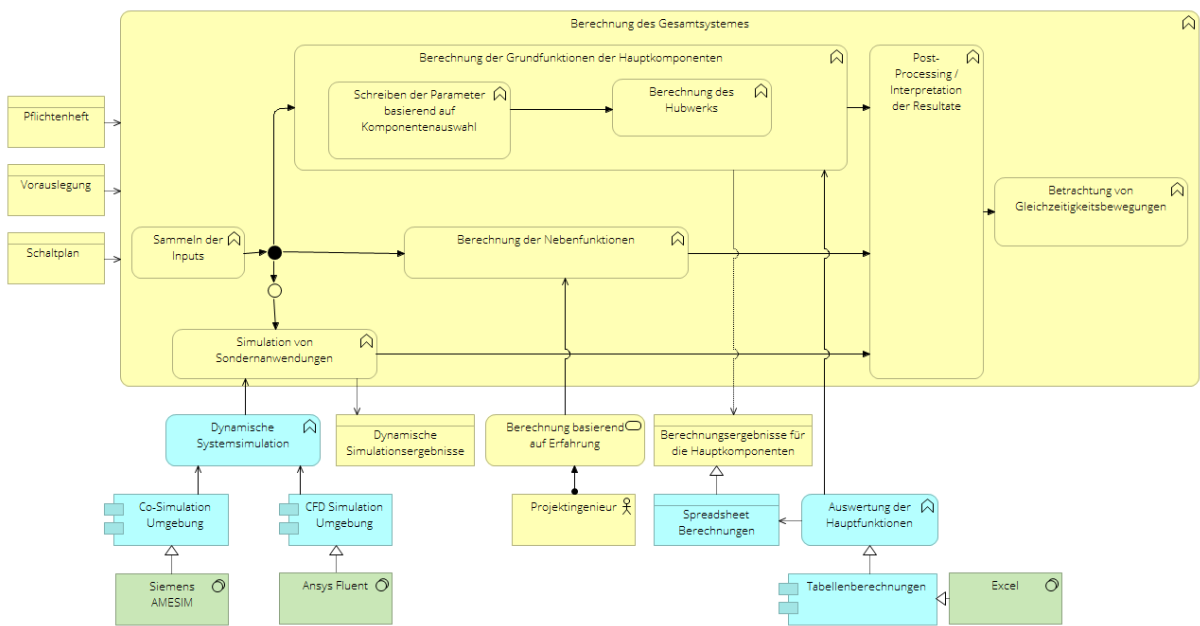 Berechnung des Gesamtsystemes
Berechnung der Grundfunktionen der Hauptkomponenten
Schreiben der Parameter
basierend auf
Komponentenauswahl
Berechnung des
Hubwerks
Post-
Processing /
Interpretation
der Resultate
Pflichtenheft
Vorauslegung
Schaltplan
Sammeln der
Inputs
Berechnung der Nebenfunktionen
Betrachtung von
Gleichzeitigkeitsbewegungen
Simulation von
Sondernanwendungen
Dynamische
Systemsimulation
Dynamische
Simulationsergebnisse
Berechnung basierend
auf Erfahrung
Berechnungsergebnisse für
die Hauptkomponenten
Co-Simulation
Umgebung
CFD Simulation
Umgebung
Projektingenieur
Spreadsheet
Berechnungen
Auswertung der
Hauptfunktionen
Siemens
AMESIM
Ansys Fluent
Tabellenberechnungen
Excel